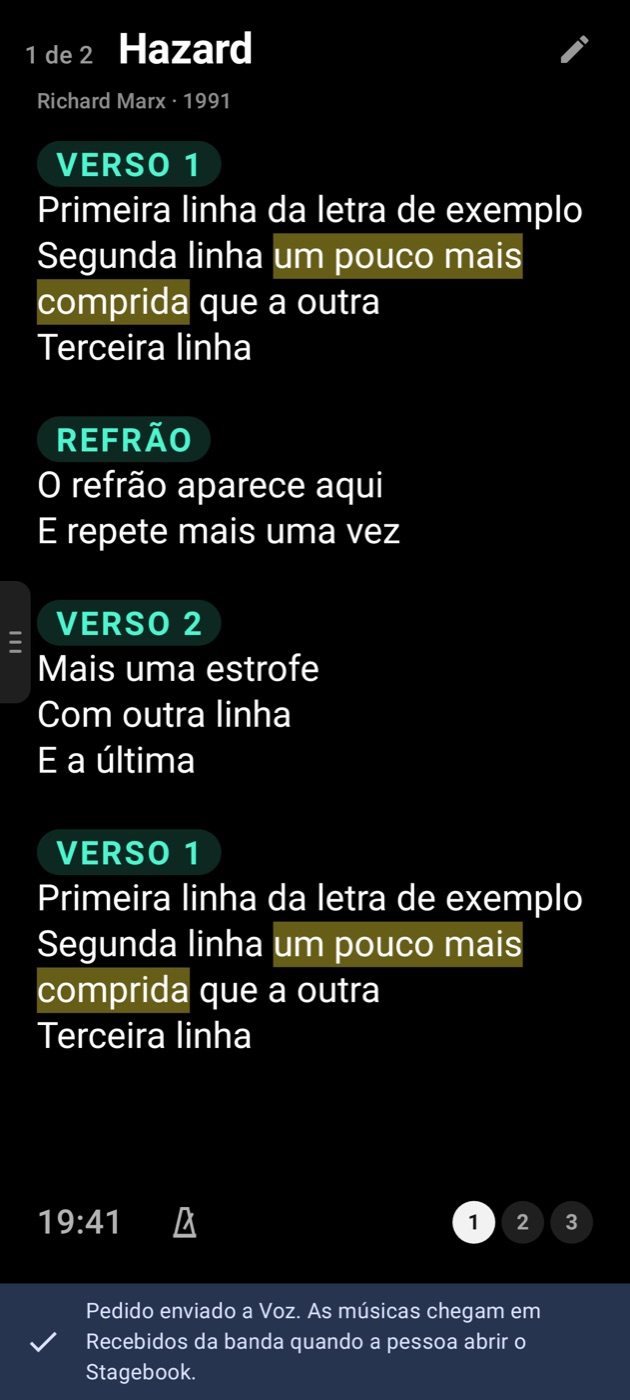 1 de 2 Hazard
Richard Marx · 1991
VERSO 1
Primeira linha da letra de exemplo
Segunda linha um pouco mais
comprida que a outra
Terceira linha
REFRÃO
O refrão aparece aqui
E repete mais uma vez
VERSO 2
Mais uma estrofe
Com outra linha
E a última
VERSO 1
Primeira linha da letra de exemplo
Segunda linha um pouco mais
comprida que a outra
Terceira linha
19:41 1 2 3
Pedido enviado a Voz. As músicas chegam em
Recebidos da banda quando a pessoa abrir o
Stagebook.